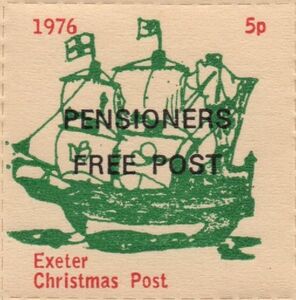 1976 5p
PENSIONERS
FREE POST
Exeter
Christmas Post